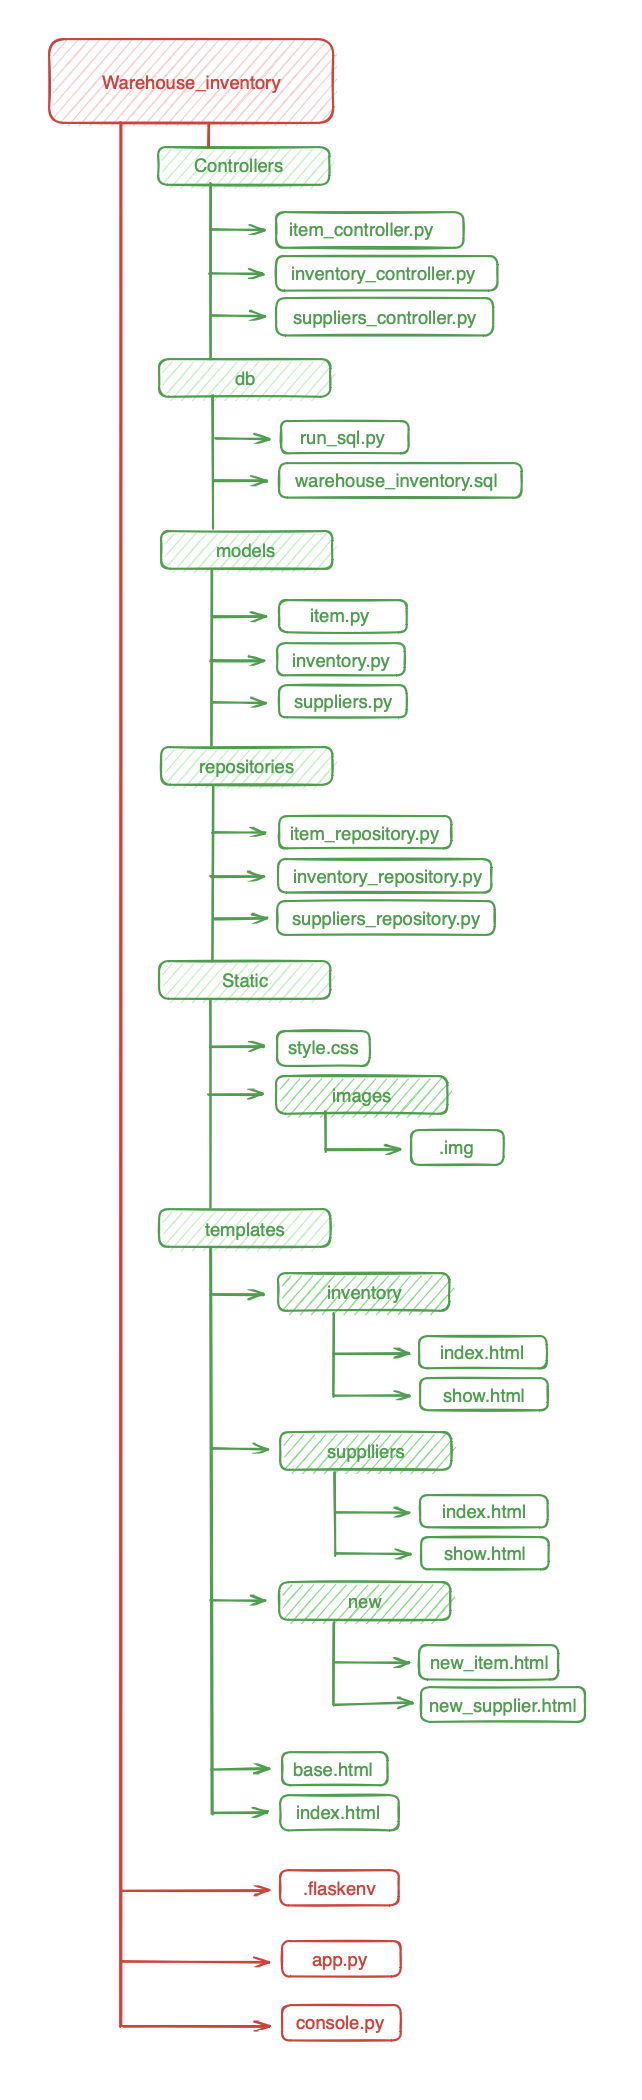 Warehouse_inventory
Controllers
item_controller.py
inventory_controller.py
suppliers_controller.py
db
run_sql.py
warehouse_inventory.sql
models
item.py
inventory.py
suppliers.py
repositories
item_repository.py
inventory_repository.py
suppliers_repository.py
Static
style.css
images
.img
templates
inventory
index.html
show.html
supplliers
index.html
show.html
new
new_item.html
new_supplier.html
base.html
index.html
.flaskenv
app.py
console.py